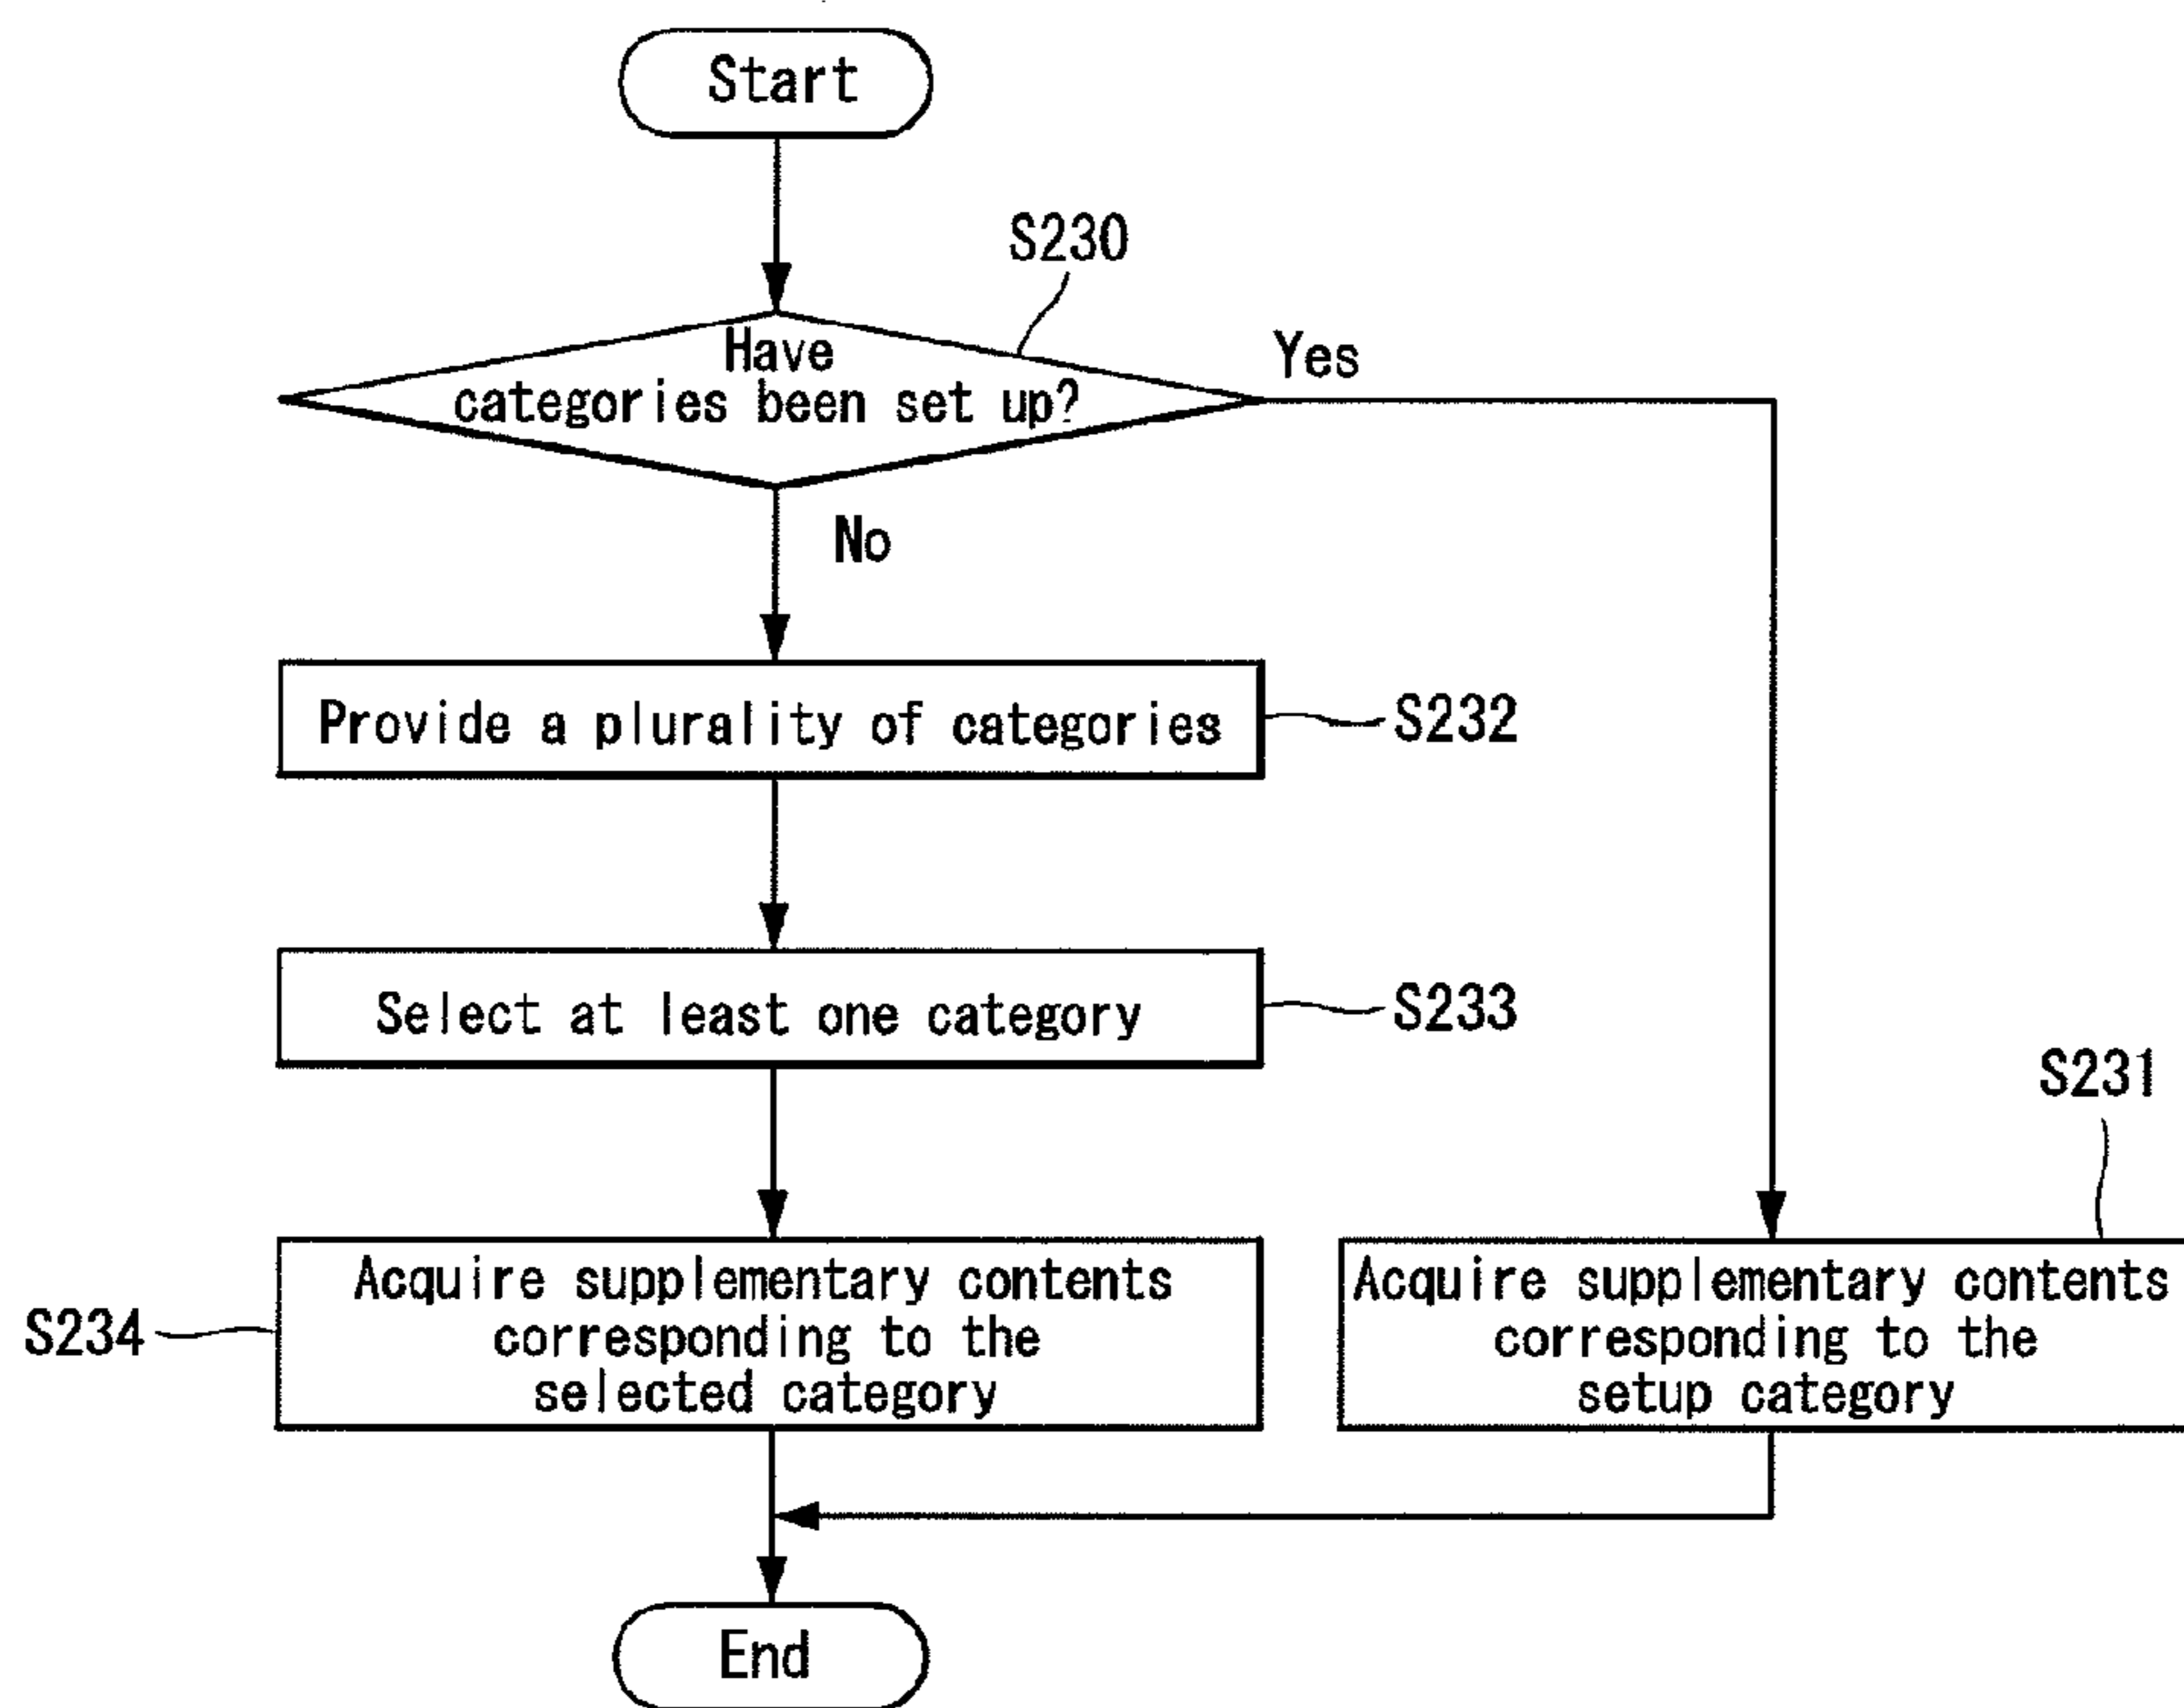 Start
S230
Have
categories been set up?
Yes
No
Provide a plurality of categories
S232
Select at least one category
S233
S231
S234
Acquire supplementary contents
corresponding to the
selected category
Acquire supplementary contents
corresponding to the
setup category
End